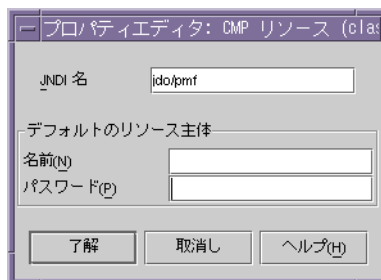 プロパティエディタ: CMP リソース (clas
JNDI 名 jdo/pmf
デフォルトのリソース主体
名前(N)
パスワード(P)
了解 取消し ヘルプ(H)